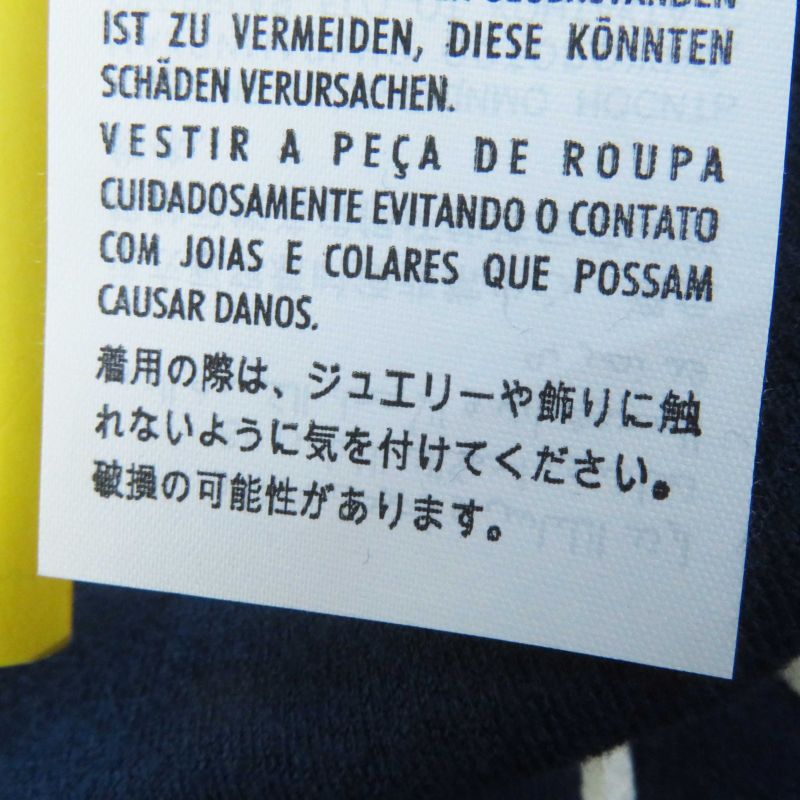 IST ZU VERMEIDEN, DIESE KÖNNTEN
SCHÄDEN VERURSACHEN.
VESTIR A PEÇA DE ROUPA
CUIDADOSAMENTE EVITANDO O CONTATO
COM JOIAS E COLARES QUE POSSAM
CAUSAR DANOS.
着用の際は、ジュエリーや飾りに触
れないように気を付けてください。
破損の可能性があります。